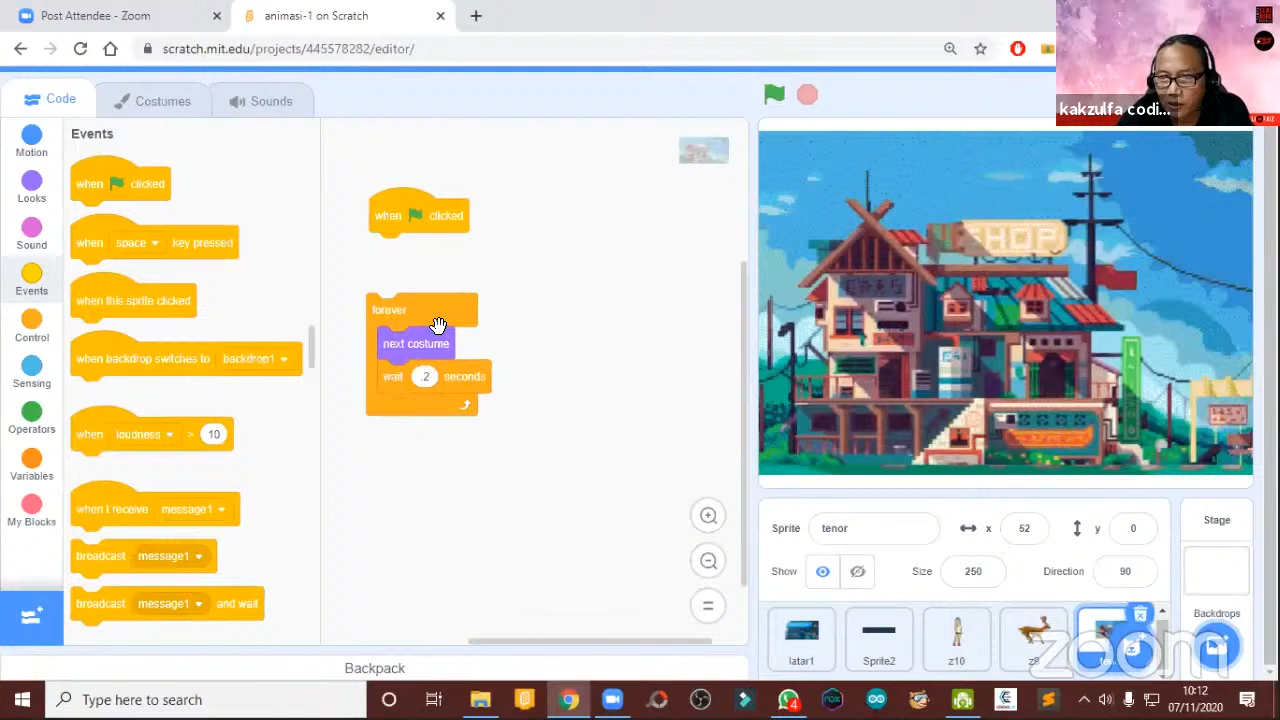 Post Attendee - Zoom
animasi-1 on Scratch
scratch.mit.edu/projects/445578282/editor/
kakzulfa codi...
Code
Costumes
Sounds
Motion
Looks
Sound
Events
Control
Sensing
Operators
Variables
My Blocks
Events
when clicked
when space key pressed
when this sprite clicked
when backdrop switches to backdrop1
when loudness > 10
when I receive message1
broadcast message1
broadcast message1 and wait
when clicked
forever
next costume
wait .2 seconds
SHOP
Sprite tenor x 52 y 0
Show Size 250 Direction 90
latar1
Sprite2
z10
Stage
Backdrops
zoom
Backpack
Type here to search
4
10:12
07/11/2020